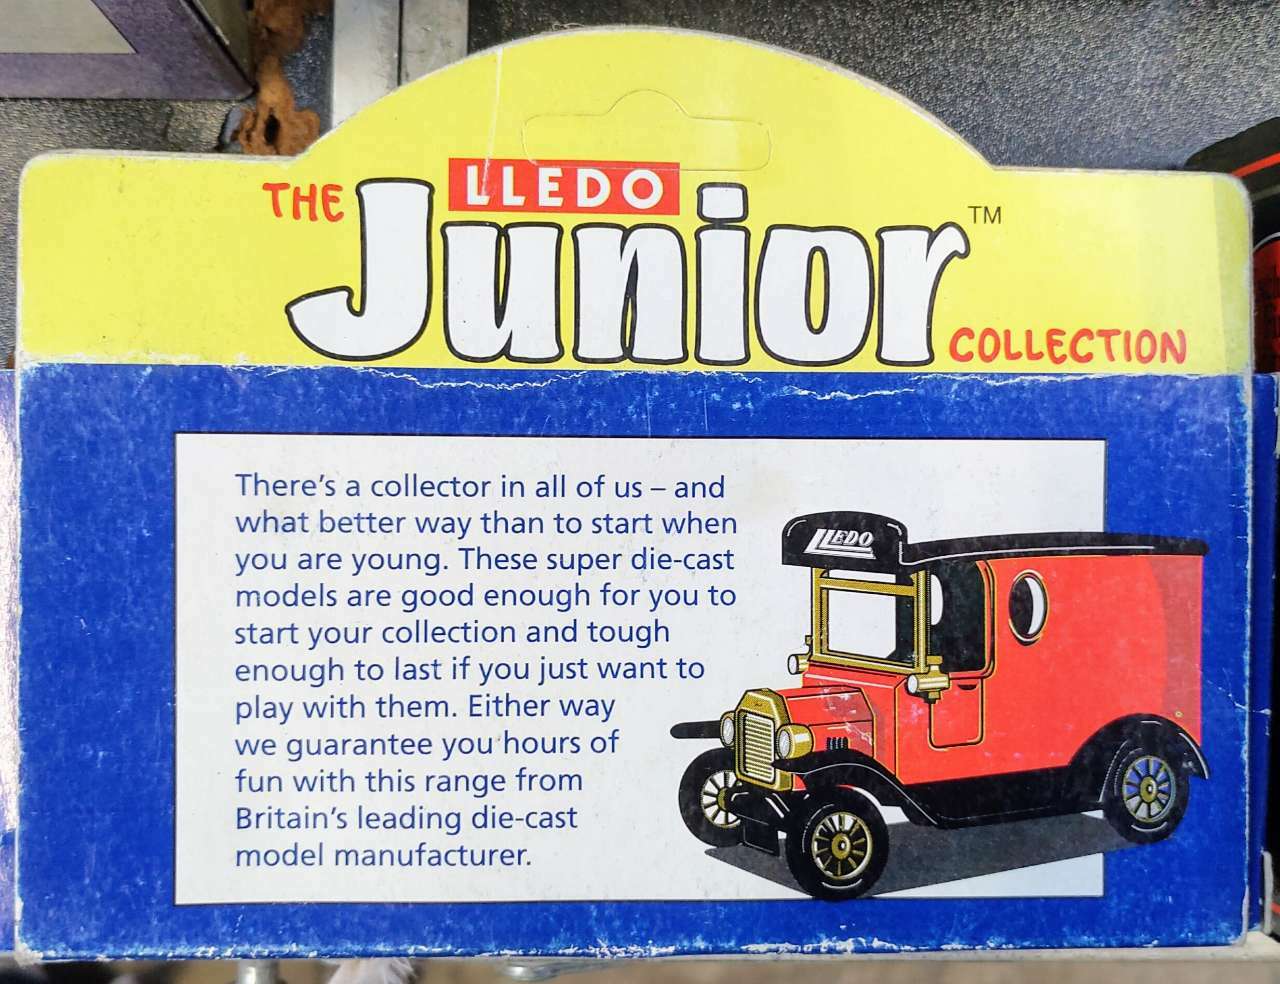 THE LLEDO
Junior™
COLLECTION
There's a collector in all of us – and
what better way than to start when
you are young. These super die-cast
models are good enough for you to
start your collection and tough
enough to last if you just want to
play with them. Either way
we guarantee you hours of
fun with this range from
Britain's leading die-cast
model manufacturer.
LLEDO